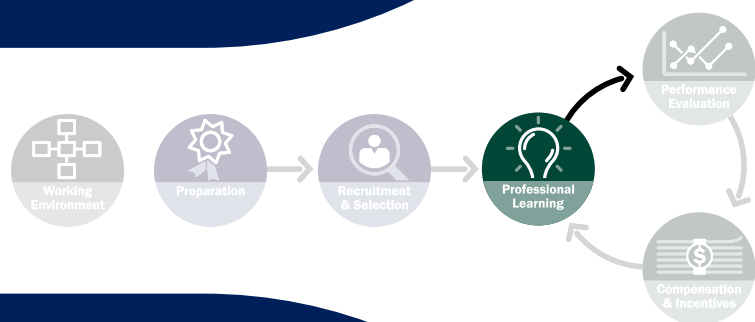 Performance
Evaluation
Working
Environment
Preparation
Recruitment
& Selection
Professional
Learning
Compensation
& Incentives
$